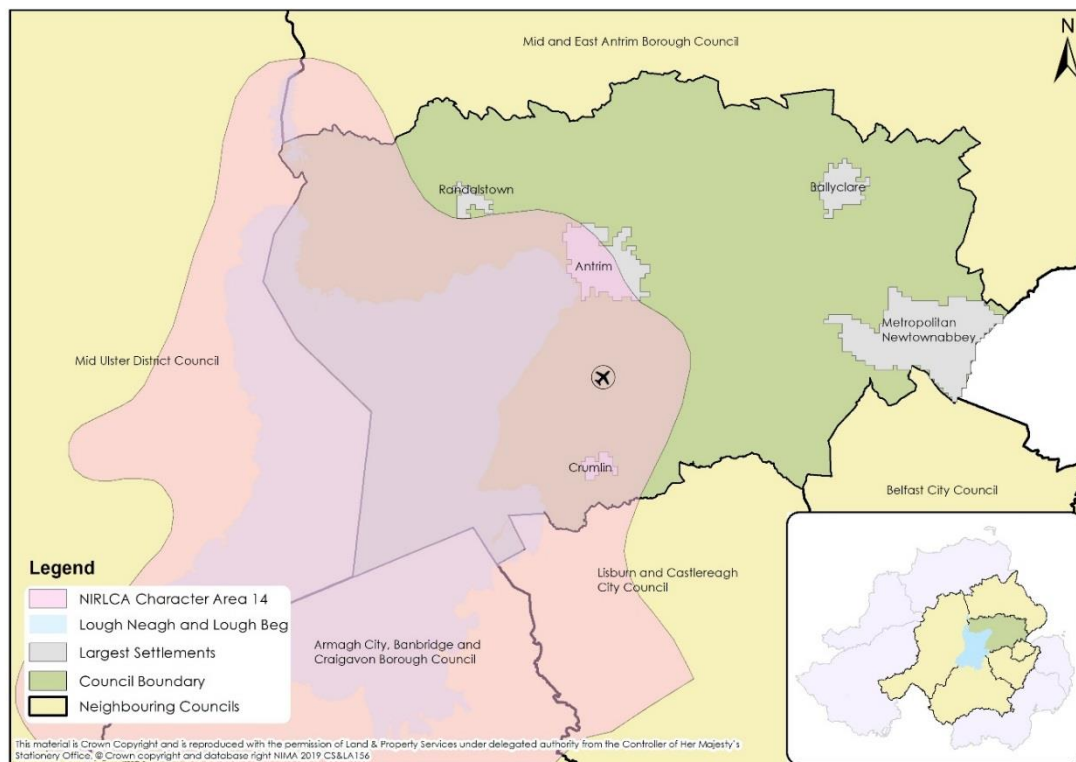 Mid and East Antrim Borough Council
N
Randalstown
Ballyclare
Antrim
Metropolitan
Newtownabbey
Mid Ulster District Council
Crumlin
Belfast City Council
Lisburn and Castlereagh
City Council
Armagh City, Banbridge and
Craigavon Borough Council
Legend
NIRLCA Character Area 14
Lough Neagh and Lough Beg
Largest Settlements
Council Boundary
Neighbouring Councils
This material is Crown Copyright and is reproduced with the permission of Land & Property Services under delegated authority from the Controller of Her Majesty's
Stationery Office, © Crown copyright and database right NIMA 2019 CS&LA156